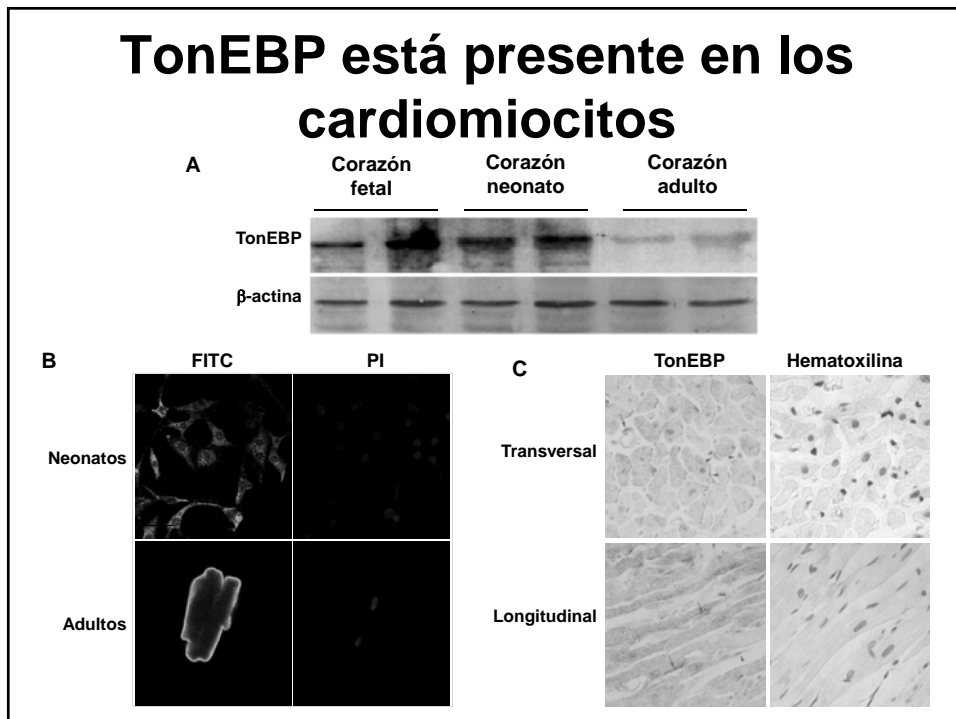 TonEBP está presente en los
cardiomiocitos
A
Corazón
fetal
Corazón
neonato
Corazón
adulto
TonEBP
β-actina
B
FITC
PI
Neonatos
Adultos
C
TonEBP
Hematoxilina
Transversal
Longitudinal